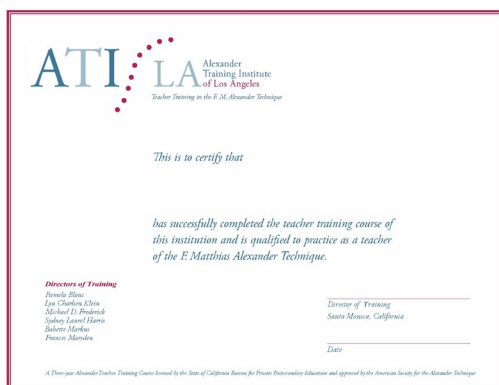 ATI LA
Alexander
Training Institute
of Los Angeles
Teacher Training in the F. M. Alexander Technique
This is to certify that
has successfully completed the teacher training course of
this institution and is qualified to practice as a teacher
of the F. Matthias Alexander Technique.
Directors of Training
Pamela Blanc
Lyn Charlsen Klein
Michael D. Frederick
Sydney Laurel Harris
Babette Markus
Frances Marsden
Director of Training
Santa Monica, California
Date
A Three-year Alexander Teacher Training Course licensed by the State of California Bureau for Private Postsecondary Education and approved by the American Society for the Alexander Technique